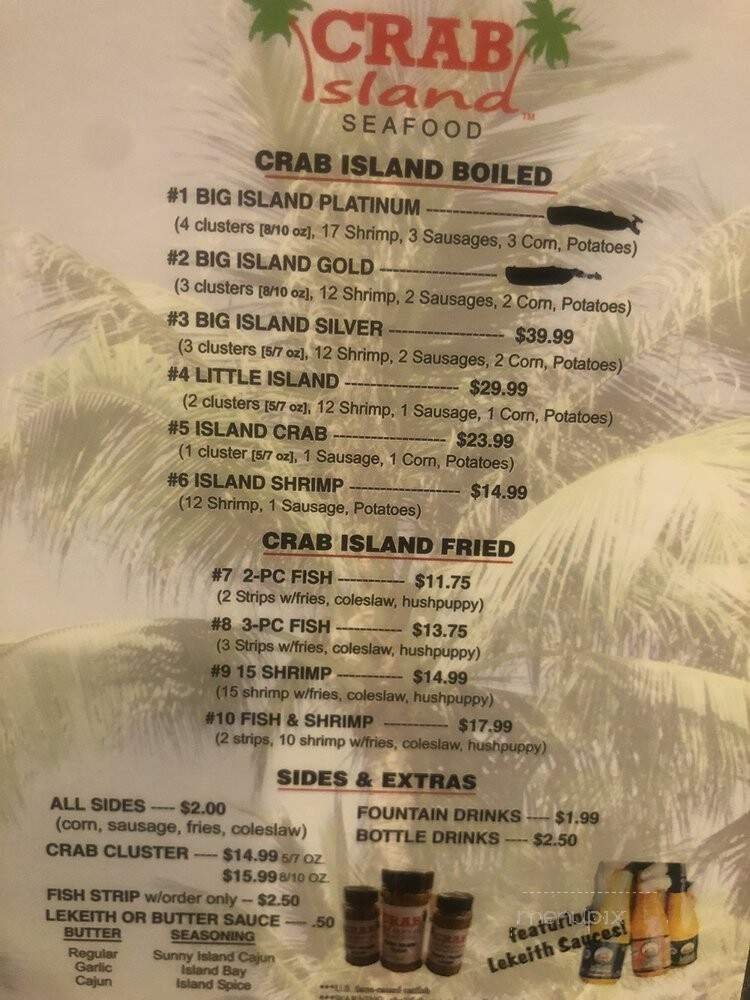 CRAB
Island™
SEAFOOD
CRAB ISLAND BOILED
#1 BIG ISLAND PLATINUM ----------------
(4 clusters [8/10 oz], 17 Shrimp, 3 Sausages, 3 Corn, Potatoes)
#2 BIG ISLAND GOLD ----------------
(3 clusters [8/10 oz], 12 Shrimp, 2 Sausages, 2 Corn, Potatoes)
#3 BIG ISLAND SILVER ---------------- $39.99
(3 clusters [5/7 oz], 12 Shrimp, 2 Sausages, 2 Corn, Potatoes)
#4 LITTLE ISLAND ---------------- $29.99
(2 clusters [5/7 oz], 12 Shrimp, 1 Sausage, 1 Corn, Potatoes)
#5 ISLAND CRAB ---------------- $23.99
(1 cluster [5/7 oz], 1 Sausage, 1 Corn, Potatoes)
#6 ISLAND SHRIMP ---------------- $14.99
(12 Shrimp, 1 Sausage, Potatoes)
CRAB ISLAND FRIED
#7 2-PC FISH ----------- $11.75
(2 Strips w/fries, coleslaw, hushpuppy)
#8 3-PC FISH ----------- $13.75
(3 Strips w/fries, coleslaw, hushpuppy)
#9 15 SHRIMP ----------- $14.99
(15 shrimp w/fries, coleslaw, hushpuppy)
#10 FISH & SHRIMP ----------- $17.99
(2 strips, 10 shrimp w/fries, coleslaw, hushpuppy)
SIDES & EXTRAS
ALL SIDES ---- $2.00
(corn, sausage, fries, coleslaw)
CRAB CLUSTER ---- $14.99 5/7 OZ
$15.99 8/10 OZ
FISH STRIP w/order only -- $2.50
LEKEITH OR BUTTER SAUCE ---- .50
FOUNTAIN DRINKS ---- $1.99
BOTTLE DRINKS ---- $2.50
BUTTER SEASONING
Regular Sunny Island Cajun
Garlic Island Bay
Cajun Island Spice
CRAB
featuring
Lekeith Sauces!
menupix